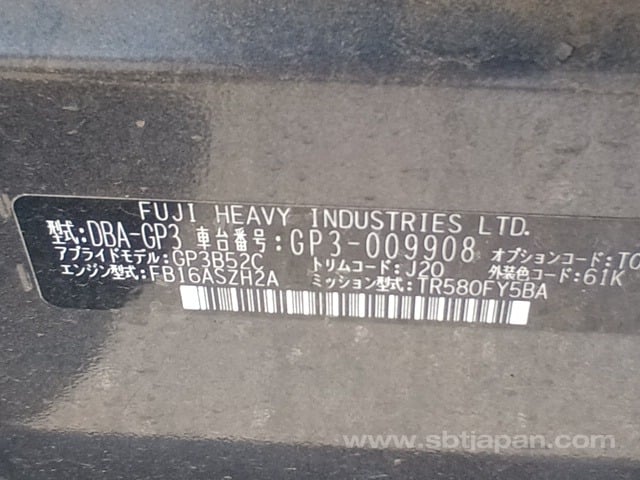 FUJI HEAVY INDUSTRIES LTD.
型式:DBA-GP3 車台番号:GP3-009908 オプションコード:TO
アプライドモデル:GP3B52C トリムコード:J20 外装色コード:61K
エンジン型式:FB16ASZH2A ミッション型式:TR580FY5BA
www.sbtjapan.com